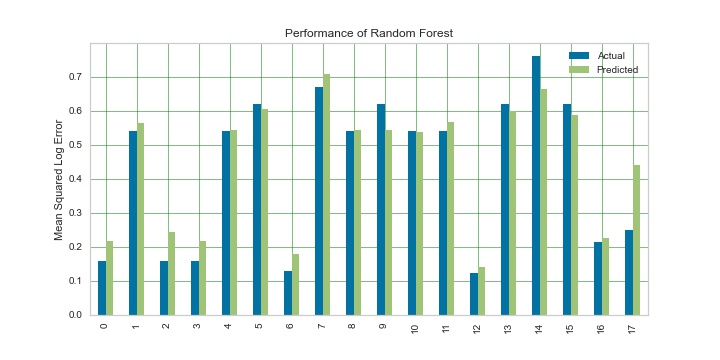 Performance of Random Forest
Actual
Predicted
Mean Squared Log Error
0.7
0.6
0.5
0.4
0.3
0.2
0.1
0.0
0 1 2 3 4 5 6 7 8 9 10 11 12 13 14 15 16 17